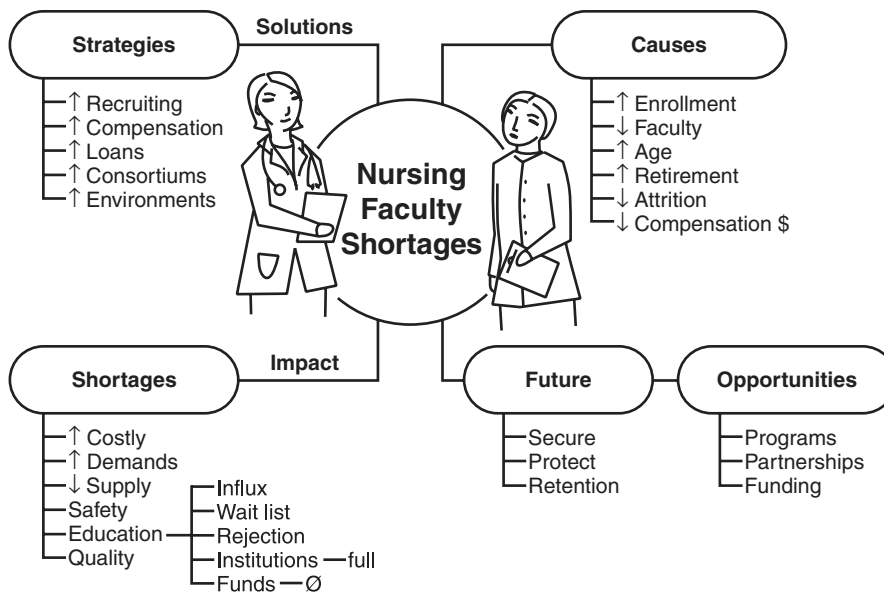 Strategies
Solutions
↑ Recruiting
↑ Compensation
↑ Loans
↑ Consortiums
↑ Environments
Causes
↑ Enrollment
↓ Faculty
↑ Age
↑ Retirement
↓ Attrition
↓ Compensation $
Nursing
Faculty
Shortages
Shortages
Impact
↑ Costly
↑ Demands
↓ Supply
Safety
Education
Quality
Influx
Wait list
Rejection
Institutions — full
Funds — Ø
Future
Secure
Protect
Retention
Opportunities
Programs
Partnerships
Funding